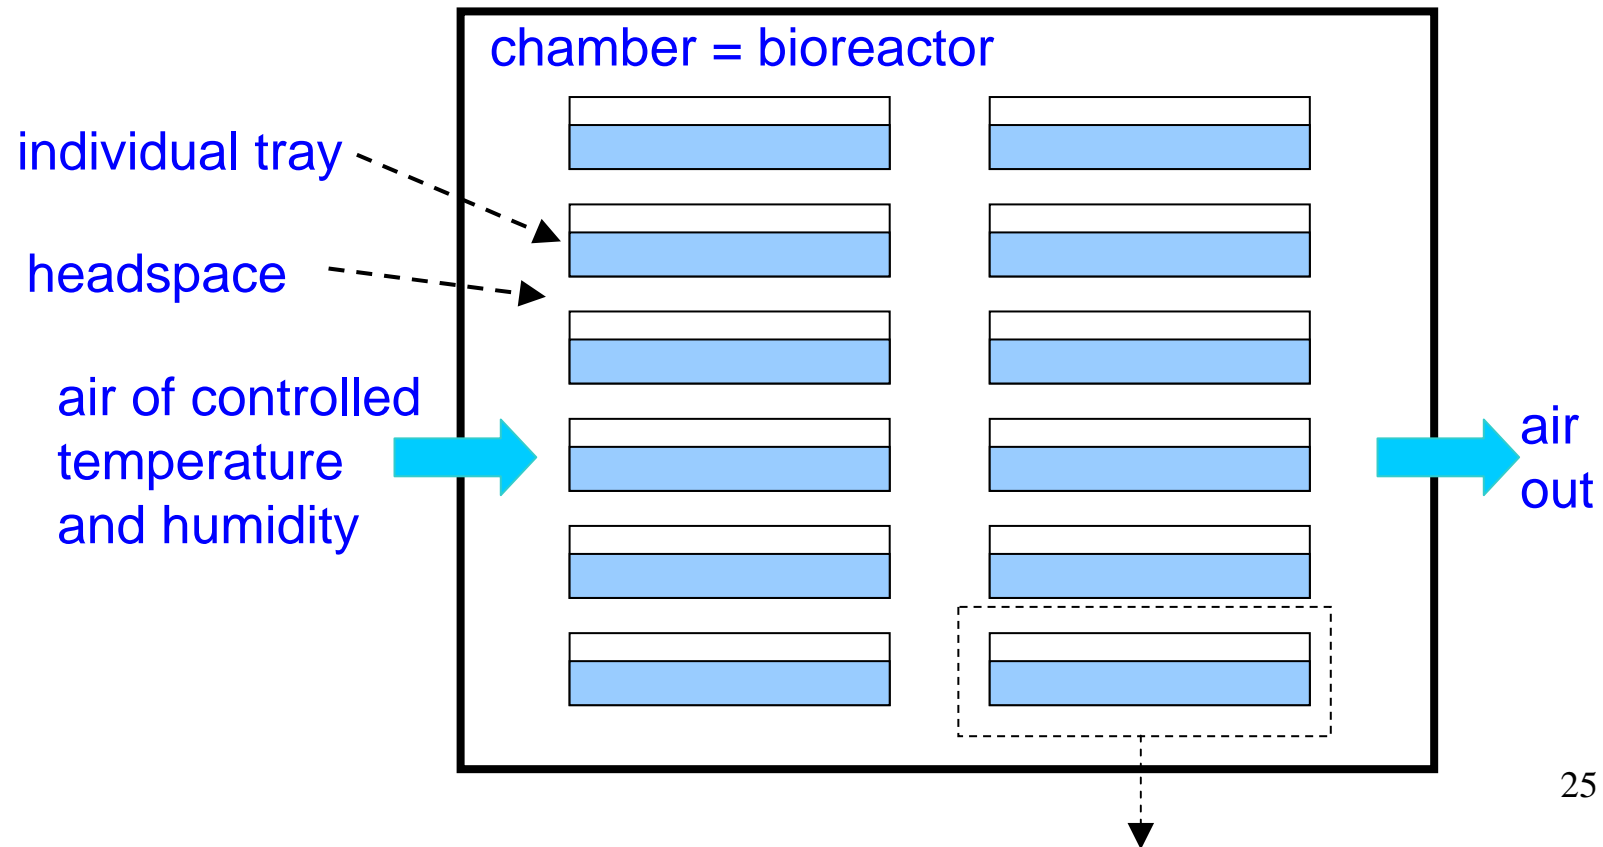 chamber = bioreactor
individual tray
headspace
air of controlled
temperature
and humidity
air
out
25